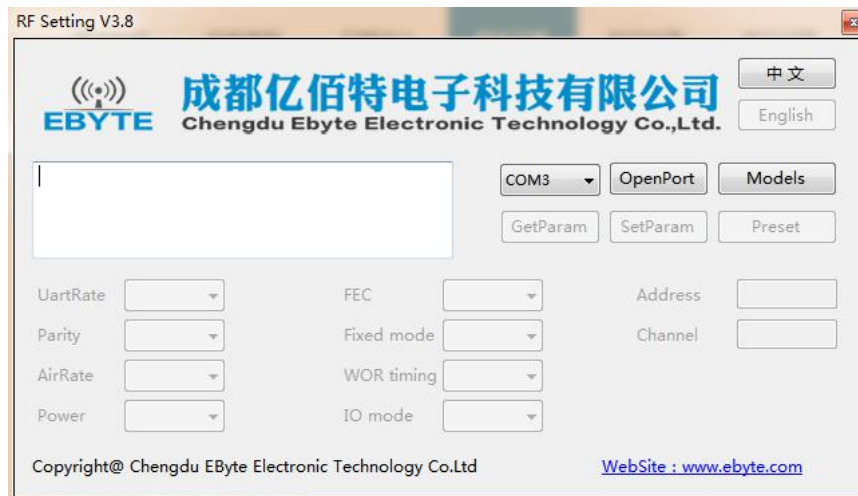 RF Setting V3.8
EBYTE
成都亿佰特电子科技有限公司
Chengdu Ebyte Electronic Technology Co.,Ltd.
中文
English
COM3 OpenPort Models
GetParam SetParam Preset
UartRate FEC Address
Parity Fixed mode Channel
AirRate WOR timing
Power IO mode
Copyright@ Chengdu EByte Electronic Technology Co.Ltd WebSite : www.ebyte.com